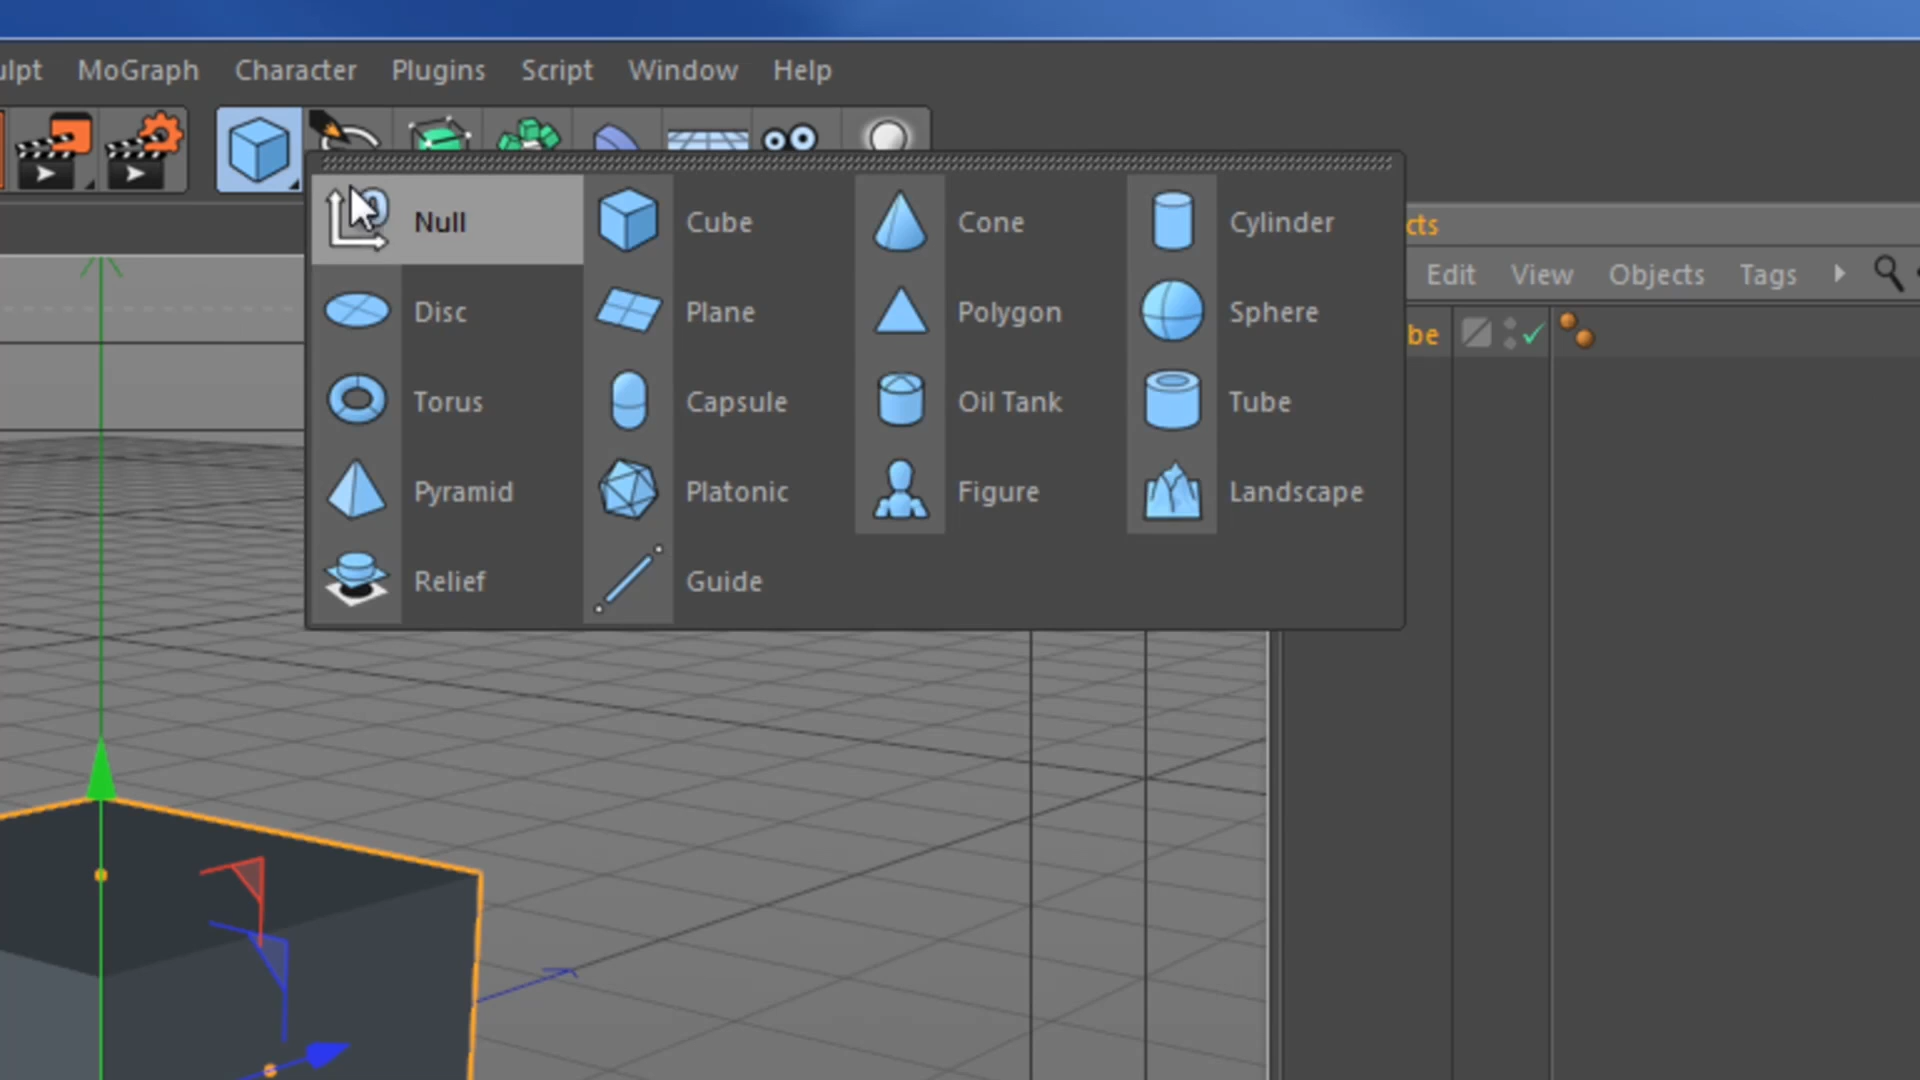 ulpt MoGraph Character Plugins Script Window Help
Null Cube Cone Cylinder
cts
Edit View Objects Tags
Disc Plane Polygon Sphere
be
Torus Capsule Oil Tank Tube
Pyramid Platonic Figure Landscape
Relief Guide